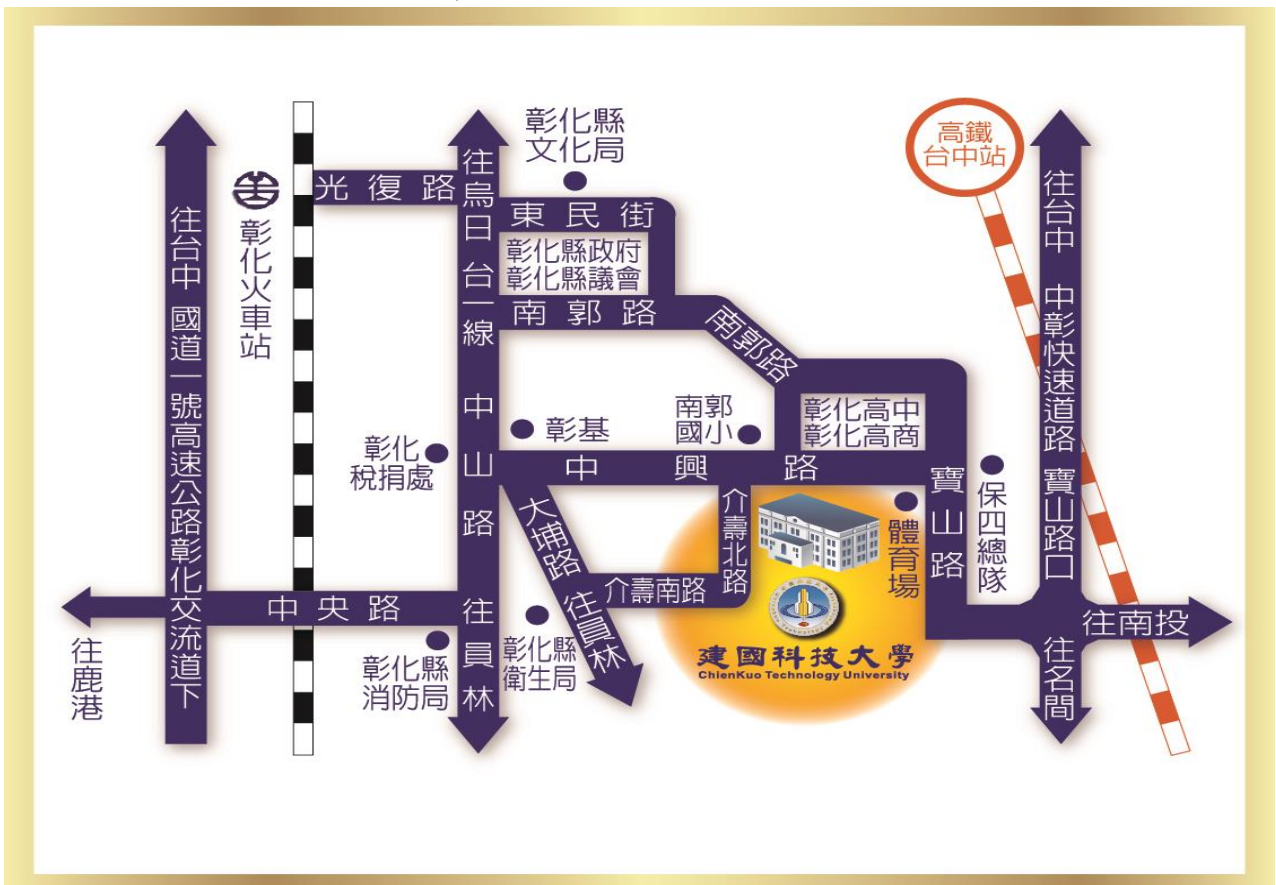 往台中 國道一號高速公路彰化交流道下
彰化火車站
光復路
往烏日 台一線 中山路 往員林
彰化縣
文化局
東民街
彰化縣政府
彰化縣議會
南郭路
南郭路
高鐵
台中站
往台中 中彰快速道路 寶山路口
彰化
稅捐處
彰基
南郭
國小
彰化高中
彰化高商
中興路
大埔路 往員林
介壽北路
介壽南路
體育場
寶山路
保四總隊
中央路
往鹿港
彰化縣
消防局
彰化縣
衛生局
建國科技大學
ChienKuo Technology University
往南投
往名間